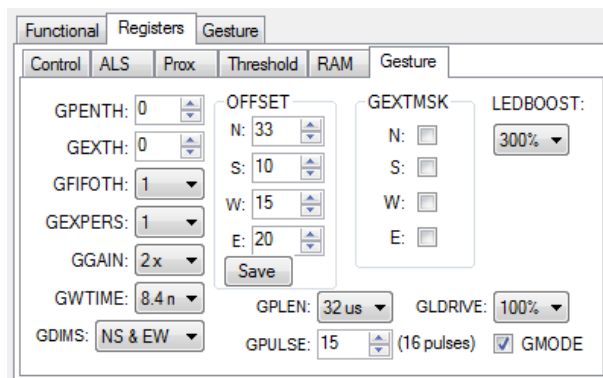 Functional Registers Gesture
Control ALS Prox Threshold RAM Gesture
GPENTH: 0
GEXTH: 0
GFIFOTH: 1
GEXPERS: 1
GGAIN: 2x
GWTIME: 8.4 n
GDIMS: NS & EW
OFFSET
N: 33
S: 10
W: 15
E: 20
Save
GEXTMSK
N:
S:
W:
E:
LEDBOOST:
300%
GPLEN: 32 us
GLDRIVE: 100%
GPULSE: 15 (16 pulses)
GMODE